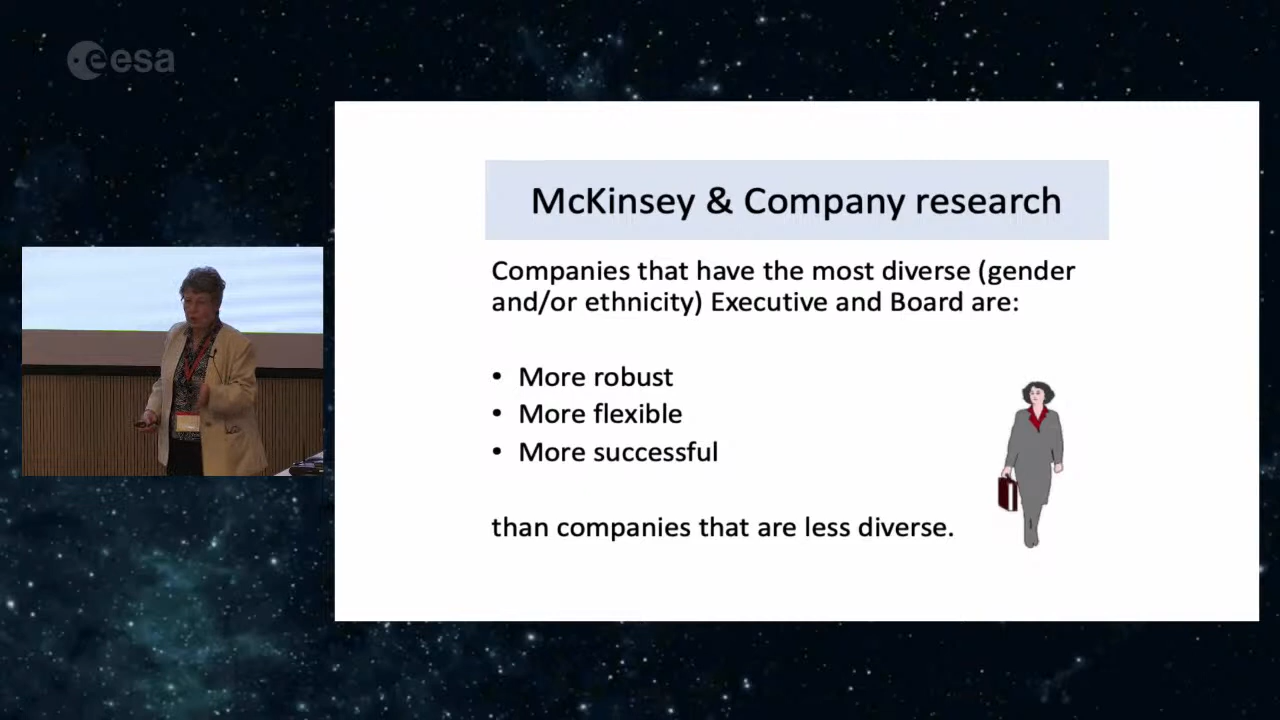 esa
McKinsey & Company research
Companies that have the most diverse (gender
and/or ethnicity) Executive and Board are:
• More robust
• More flexible
• More successful
than companies that are less diverse.